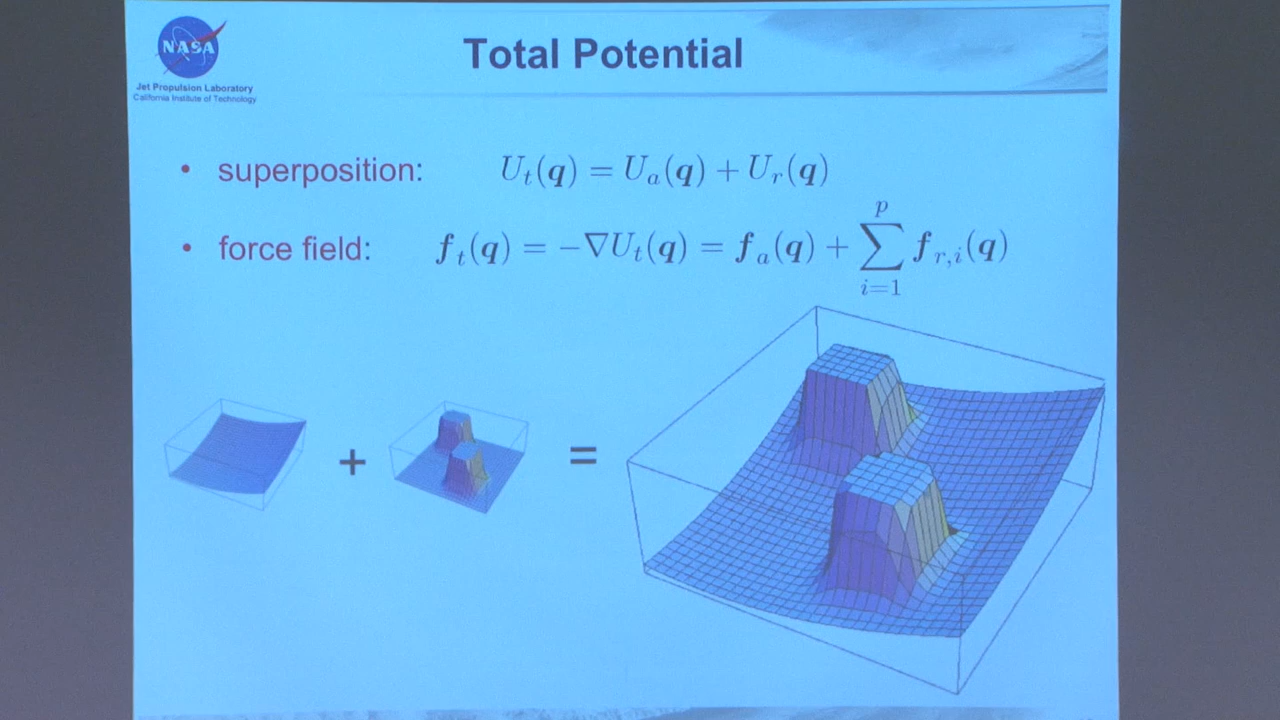 NASA
Jet Propulsion Laboratory
California Institute of Technology
Total Potential
• superposition: U_t(q) = U_a(q) + U_r(q)
• force field: f_t(q) = −∇U_t(q) = f_a(q) + ∑_{i=1}^{p} f_{r,i}(q)
+ =